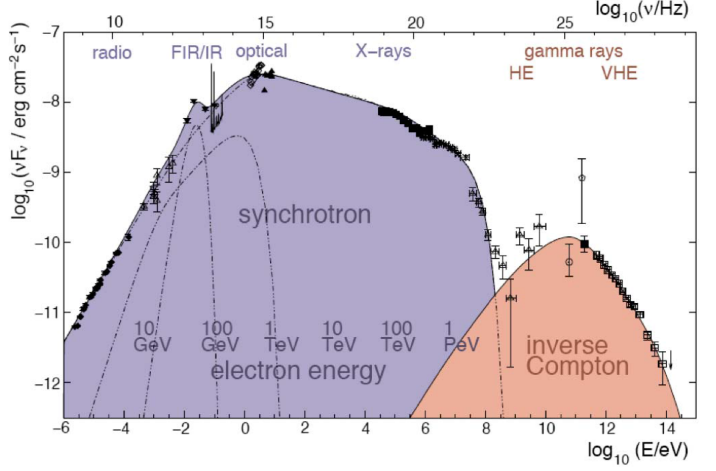 10 15 20 25
log₁₀(ν/Hz)
radio FIR/IR optical X-rays gamma rays
HE VHE
log₁₀(νFᵥ / erg cm⁻²s⁻¹)
-7
-8
-9
-10
-11
-12
synchrotron
10 GeV 100 GeV 1 TeV 10 TeV 100 TeV 1 PeV
electron energy
inverse
Compton
-6 -4 -2 0 2 4 6 8 10 12 14
log₁₀ (E/eV)